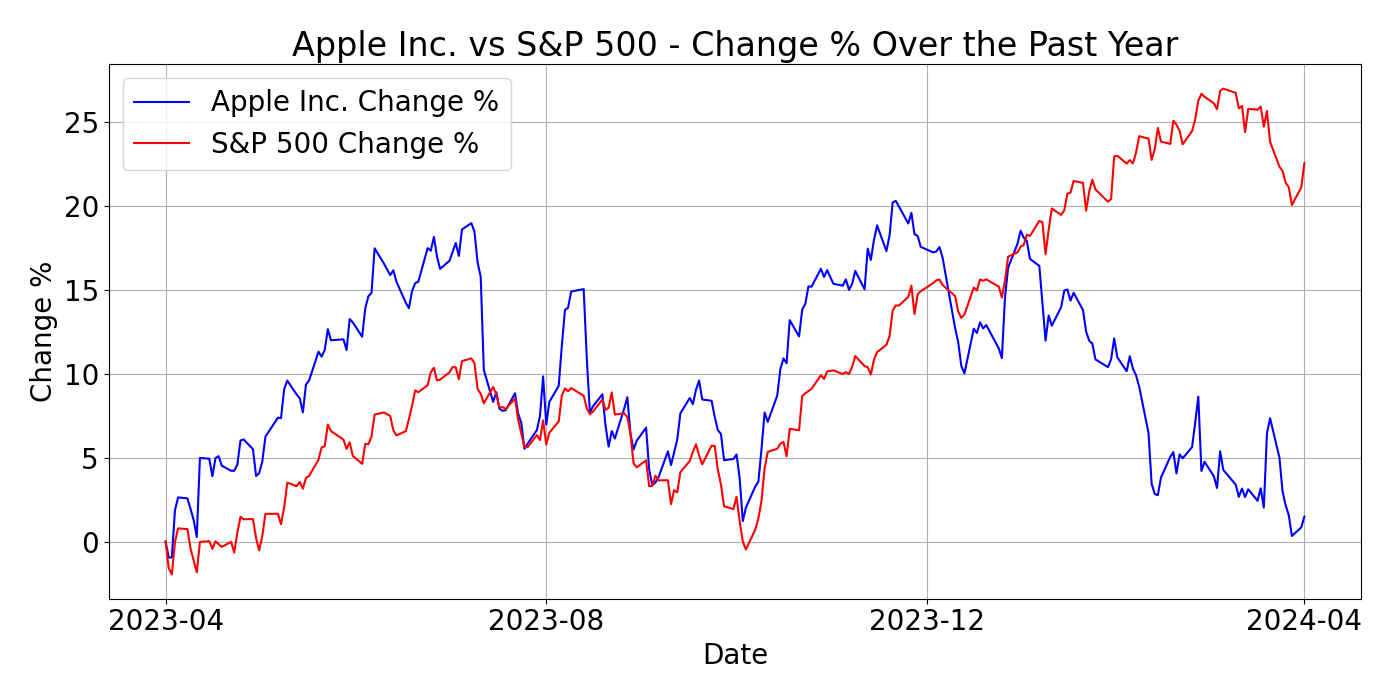 Apple Inc. vs S&P 500 - Change % Over the Past Year
Apple Inc. Change %
S&P 500 Change %
Change %
25
20
15
10
5
0
2023-04 2023-08 2023-12 2024-04
Date